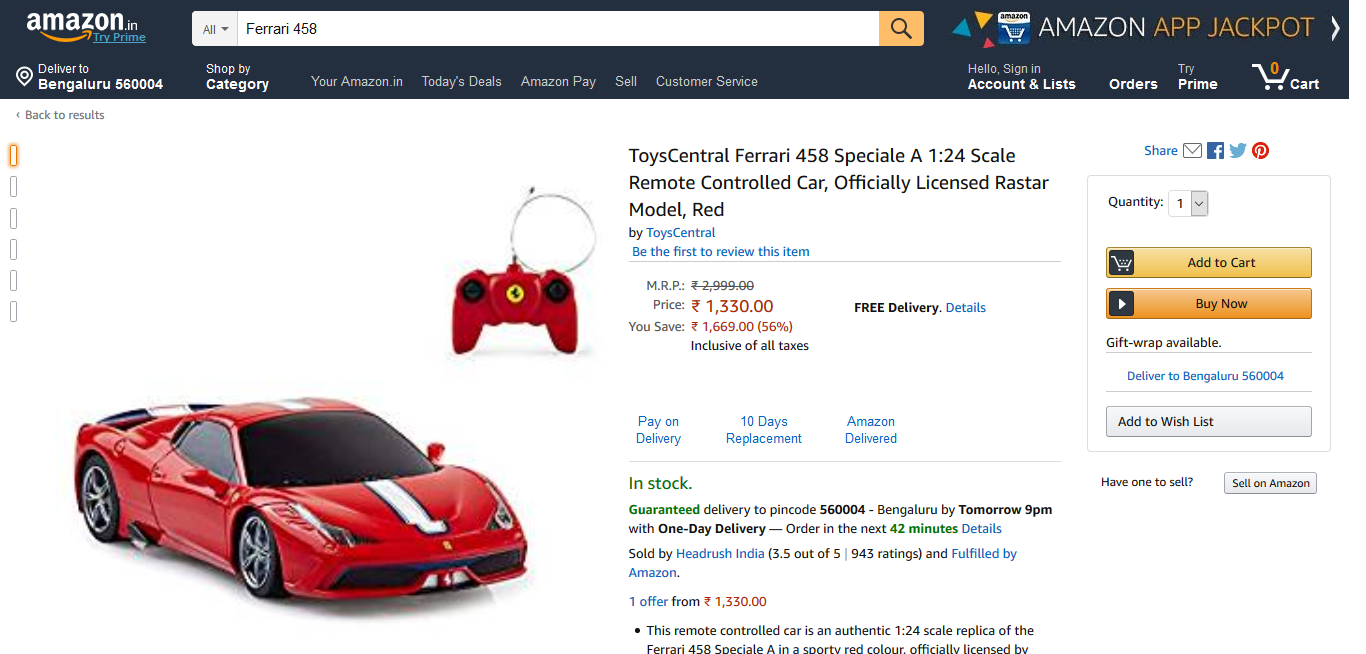 amazon.in
Try Prime
All
Ferrari 458
amazon
AMAZON APP JACKPOT
Deliver to
Bengaluru 560004
Shop by
Category
Your Amazon.in Today's Deals Amazon Pay Sell Customer Service
Hello, Sign in
Account & Lists
Orders
Try
Prime
0
Cart
‹ Back to results
ToysCentral Ferrari 458 Speciale A 1:24 Scale
Remote Controlled Car, Officially Licensed Rastar
Model, Red
by ToysCentral
Be the first to review this item
M.R.P.: ₹ 2,999.00
Price: ₹ 1,330.00 FREE Delivery. Details
You Save: ₹ 1,669.00 (56%)
Inclusive of all taxes
Pay on
Delivery
10 Days
Replacement
Amazon
Delivered
In stock.
Guaranteed delivery to pincode 560004 - Bengaluru by Tomorrow 9pm
with One-Day Delivery — Order in the next 42 minutes Details
Sold by Headrush India (3.5 out of 5 | 943 ratings) and Fulfilled by
Amazon.
1 offer from ₹ 1,330.00
• This remote controlled car is an authentic 1:24 scale replica of the
Ferrari 458 Speciale A in a sporty red colour, officially licensed by
Share
Quantity: 1
Add to Cart
Buy Now
Gift-wrap available.
Deliver to Bengaluru 560004
Add to Wish List
Have one to sell? Sell on Amazon